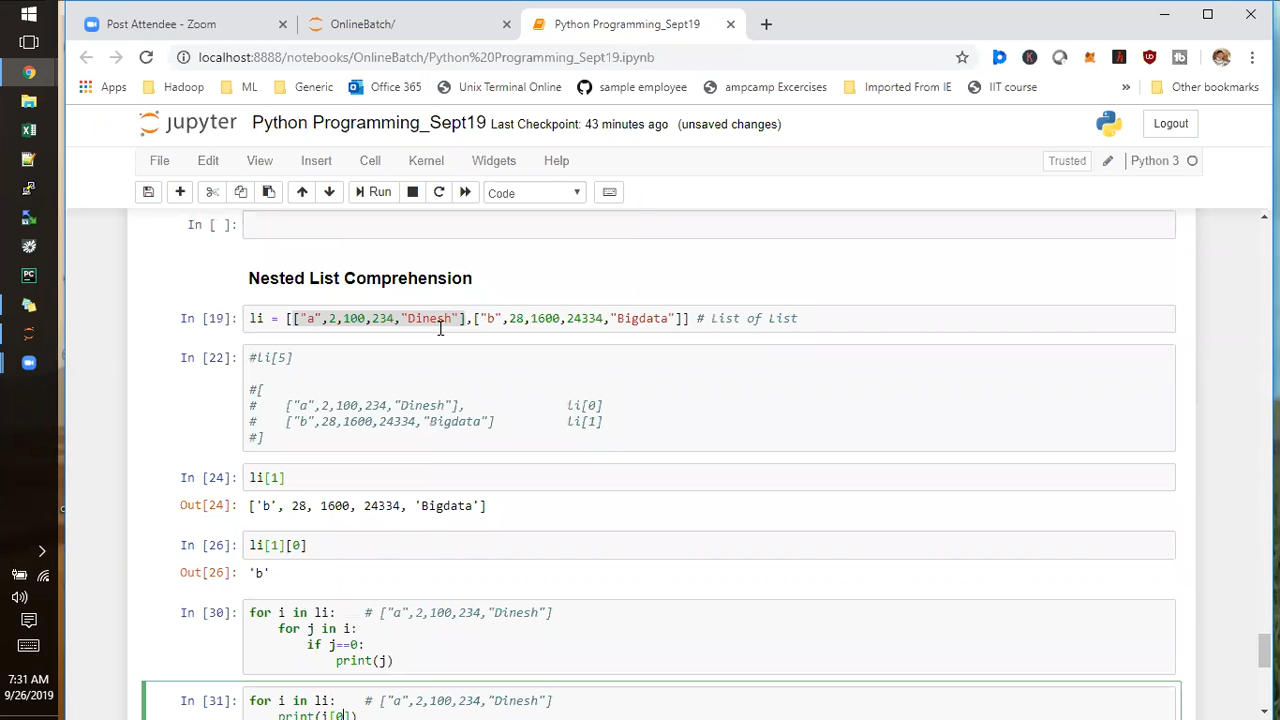 Post Attendee - Zoom
OnlineBatch/
Python Programming_Sept19
localhost:8888/notebooks/OnlineBatch/Python%20Programming_Sept19.ipynb
Apps Hadoop ML Generic Office 365 Unix Terminal Online sample employee ampcamp Excercises Imported From IE IIT course » Other bookmarks
jupyter Python Programming_Sept19 Last Checkpoint: 43 minutes ago (unsaved changes) Logout
File Edit View Insert Cell Kernel Widgets Help Trusted Python 3
Run Code
In [ ]:
Nested List Comprehension
In [19]: li = [["a",2,100,234,"Dinesh"],["b",28,1600,24334,"Bigdata"]] # List of List
In [22]: #li[5]
#[
#    ["a",2,100,234,"Dinesh"],    li[0]
#    ["b",28,1600,24334,"Bigdata"]    li[1]
#]
In [24]: li[1]
Out[24]: ['b', 28, 1600, 24334, 'Bigdata']
In [26]: li[1][0]
Out[26]: 'b'
In [30]: for i in li:    # ["a",2,100,234,"Dinesh"]
for j in i:
if j==0:
print(j)
In [31]: for i in li:    # ["a",2,100,234,"Dinesh"]
print(i[0])
7:31 AM
9/26/2019